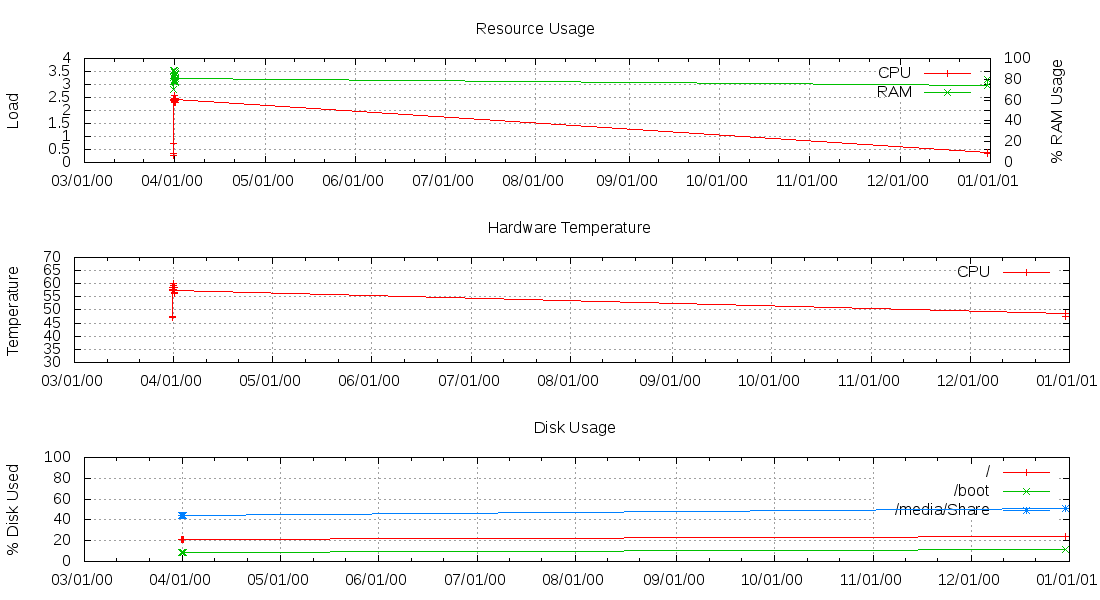 Resource Usage
4 100
3.5 CPU 80
3 RAM
2.5 60
2
1.5 40
1 20
0.5
0 0
Load
% RAM Usage
03/01/00 04/01/00 05/01/00 06/01/00 07/01/00 08/01/00 09/01/00 10/01/00 11/01/00 12/01/00 01/01/01
Hardware Temperature
70
65 CPU
60
55
50
45
40
35
30
Temperature
03/01/00 04/01/00 05/01/00 06/01/00 07/01/00 08/01/00 09/01/00 10/01/00 11/01/00 12/01/00 01/01/01
Disk Usage
100
80 /
60 /boot
40 /media/Share
20
0
% Disk Used
03/01/00 04/01/00 05/01/00 06/01/00 07/01/00 08/01/00 09/01/00 10/01/00 11/01/00 12/01/00 01/01/01